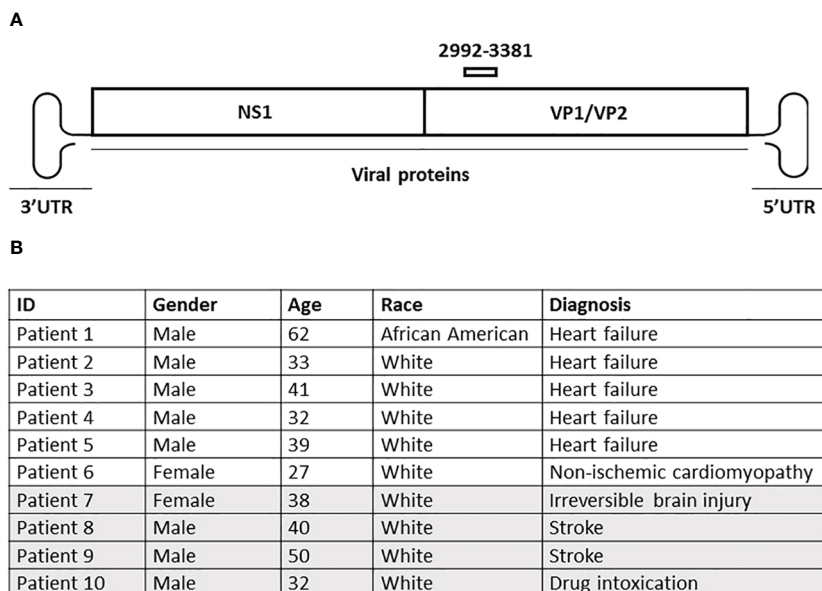 A
2992-3381
NS1 VP1/VP2
Viral proteins
3'UTR 5'UTR
B
ID Gender Age Race Diagnosis
Patient 1 Male 62 African American Heart failure
Patient 2 Male 33 White Heart failure
Patient 3 Male 41 White Heart failure
Patient 4 Male 32 White Heart failure
Patient 5 Male 39 White Heart failure
Patient 6 Female 27 White Non-ischemic cardiomyopathy
Patient 7 Female 38 White Irreversible brain injury
Patient 8 Male 40 White Stroke
Patient 9 Male 50 White Stroke
Patient 10 Male 32 White Drug intoxication